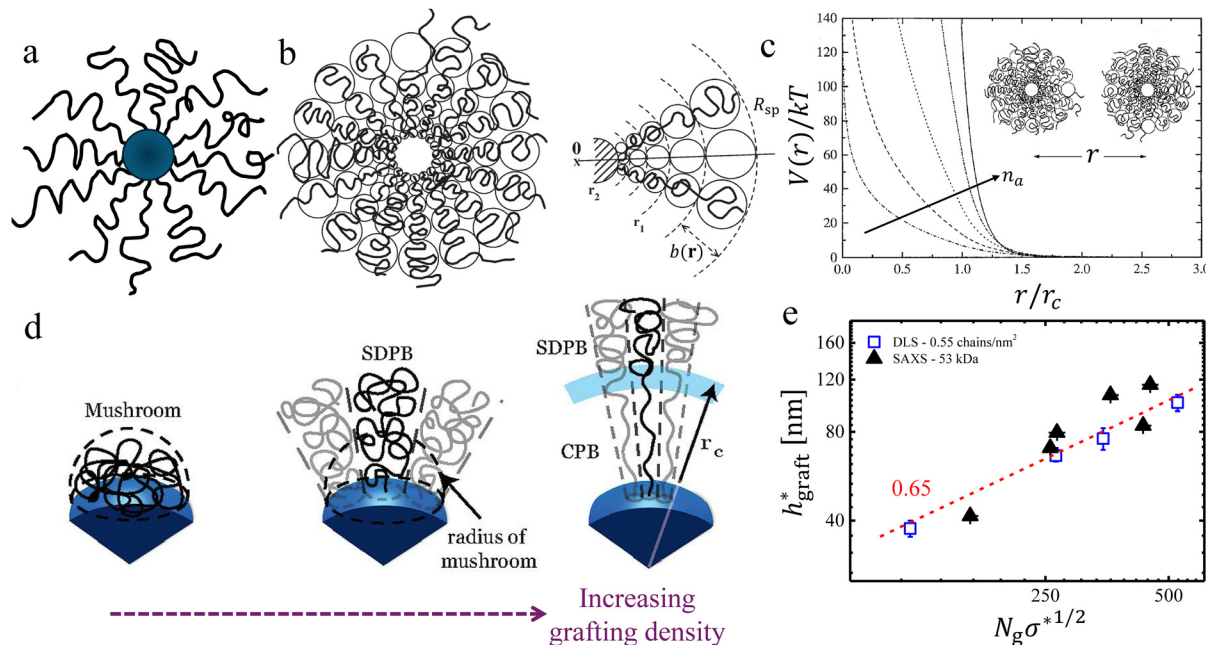 a
b
0
x
r₂
r₁
b(r)
R_sp
c
V(r)/kT
140
120
100
80
60
40
20
0
n_a
r
0.0 0.5 1.0 1.5 2.0 2.5 3.0
r/r_c
d
Mushroom
SDPB
radius of
mushroom
SDPB
CPB
r_c
Increasing
grafting density
e
DLS - 0.55 chains/nm²
SAXS - 53 kDa
h*_graft [nm]
160
120
80
40
0.65
250 500
N_gσ*^1/2